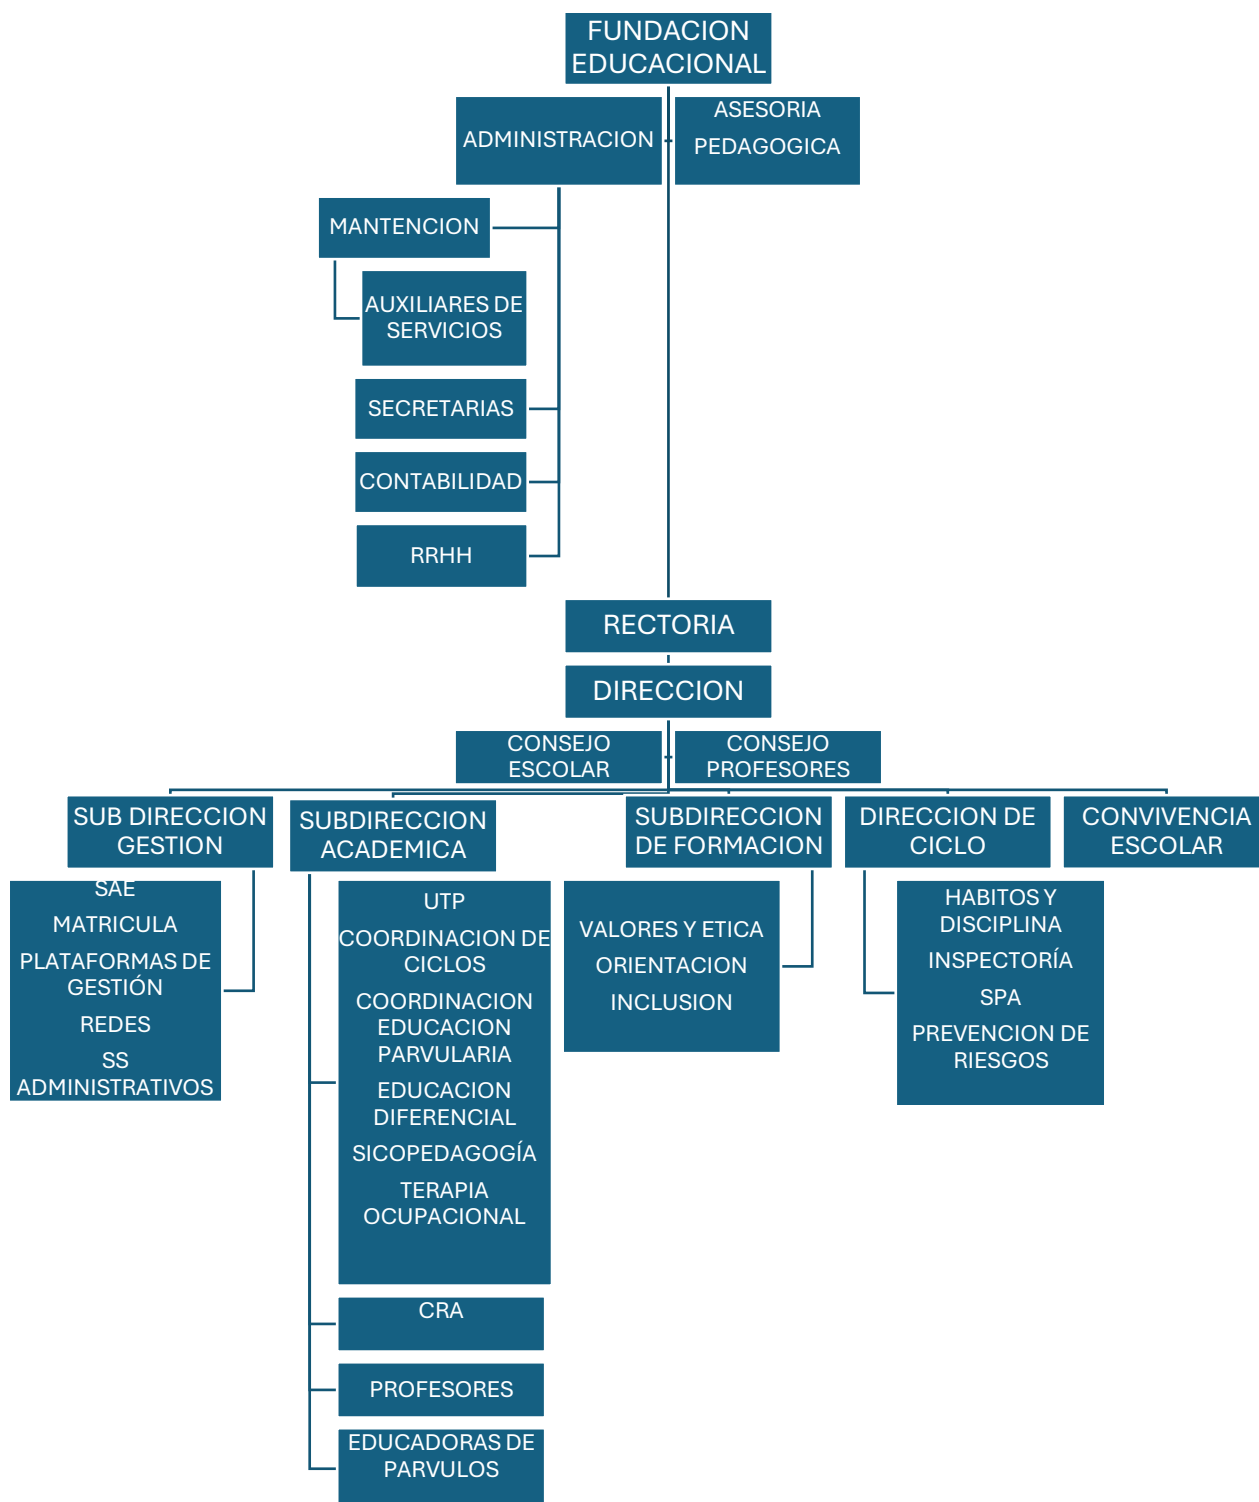 FUNDACION
EDUCACIONAL
ADMINISTRACION
ASESORIA
PEDAGOGICA
MANTENCION
AUXILIARES DE
SERVICIOS
SECRETARIAS
CONTABILIDAD
RRHH
RECTORIA
DIRECCION
CONSEJO
ESCOLAR
CONSEJO
PROFESORES
SUB DIRECCION
GESTION
SAE
MATRICULA
PLATAFORMAS DE
GESTIÓN
REDES
SS
ADMINISTRATIVOS
SUBDIRECCION
ACADEMICA
UTP
COORDINACION DE
CICLOS
COORDINACION
EDUCACION
PARVULARIA
EDUCACION
DIFERENCIAL
SICOPEDAGOGÍA
TERAPIA
OCUPACIONAL
CRA
PROFESORES
EDUCADORAS DE
PARVULOS
SUBDIRECCION
DE FORMACION
VALORES Y ETICA
ORIENTACION
INCLUSION
DIRECCION DE
CICLO
HABITOS Y
DISCIPLINA
INSPECTORÍA
SPA
PREVENCION DE
RIESGOS
CONVIVENCIA
ESCOLAR